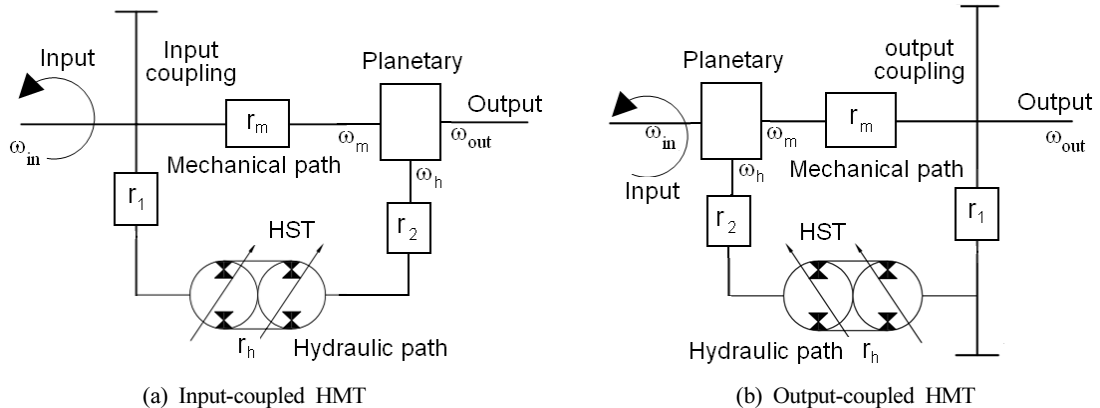 Input
Input
coupling
Planetary
Output
ω_in
r_m
ω_m
ω_out
Mechanical path
ω_h
r_1
r_2
HST
r_h
Hydraulic path
(a) Input-coupled HMT
Planetary
output
coupling
Output
ω_in
ω_m
r_m
ω_out
Input
ω_h
Mechanical path
r_2
r_1
HST
Hydraulic path
r_h
(b) Output-coupled HMT